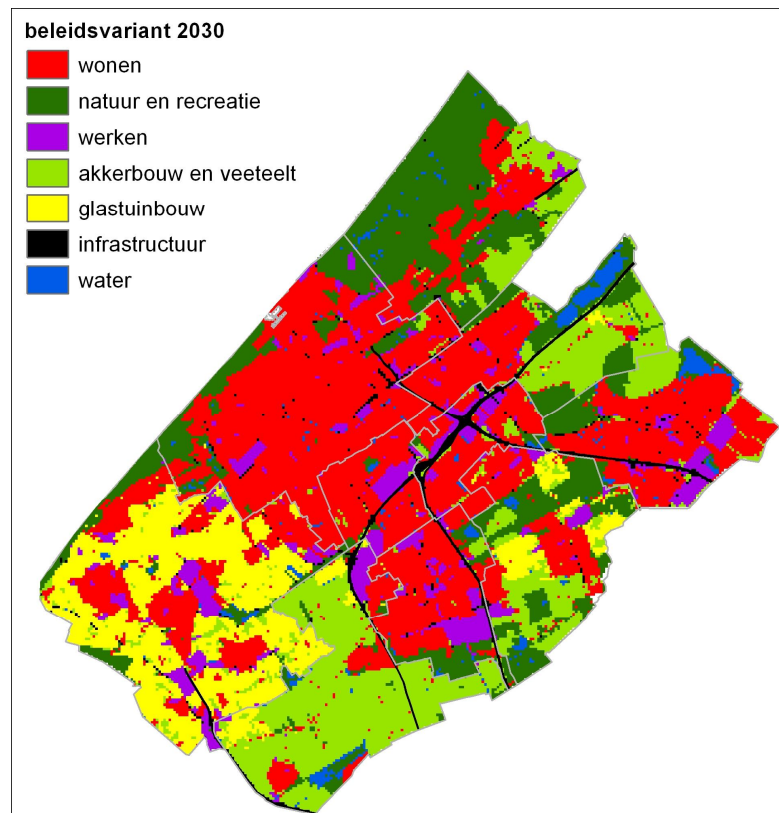 beleidsvariant 2030
wonen
natuur en recreatie
werken
akkerbouw en veeteelt
glastuinbouw
infrastructuur
water